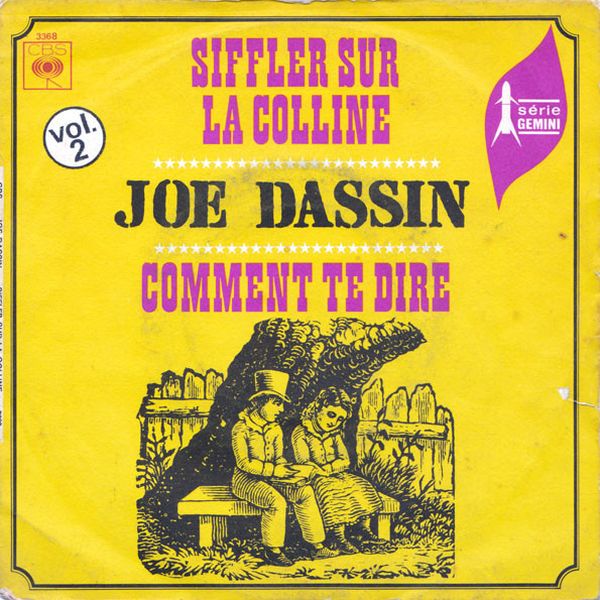 3368
CBS
SIFFLER SUR
LA COLLINE
série
GEMINI
vol.
2
JOE DASSIN
COMMENT TE DIRE